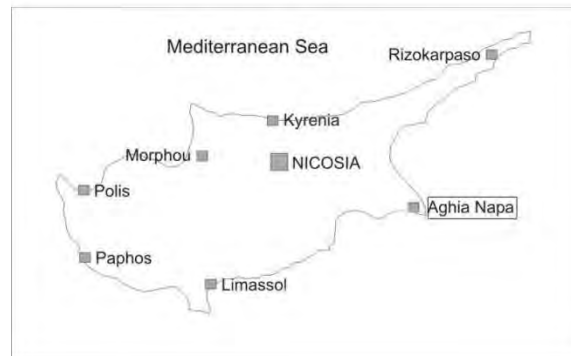 Mediterranean Sea
Rizokarpaso
Kyrenia
Morphou
NICOSIA
Polis
Aghia Napa
Paphos
Limassol